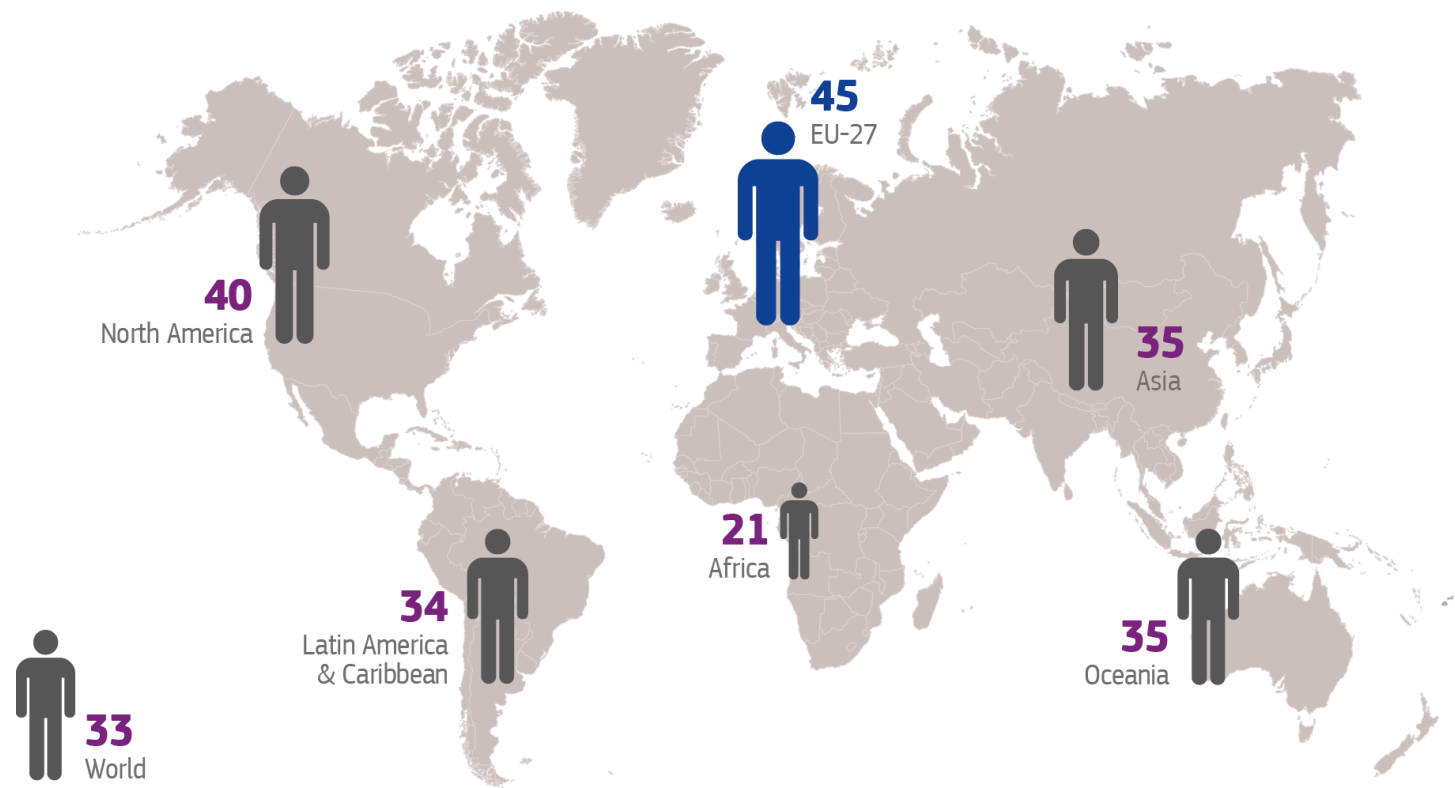 45
EU-27
40
North America
35
Asia
21
Africa
34
Latin America
& Caribbean
35
Oceania
33
World